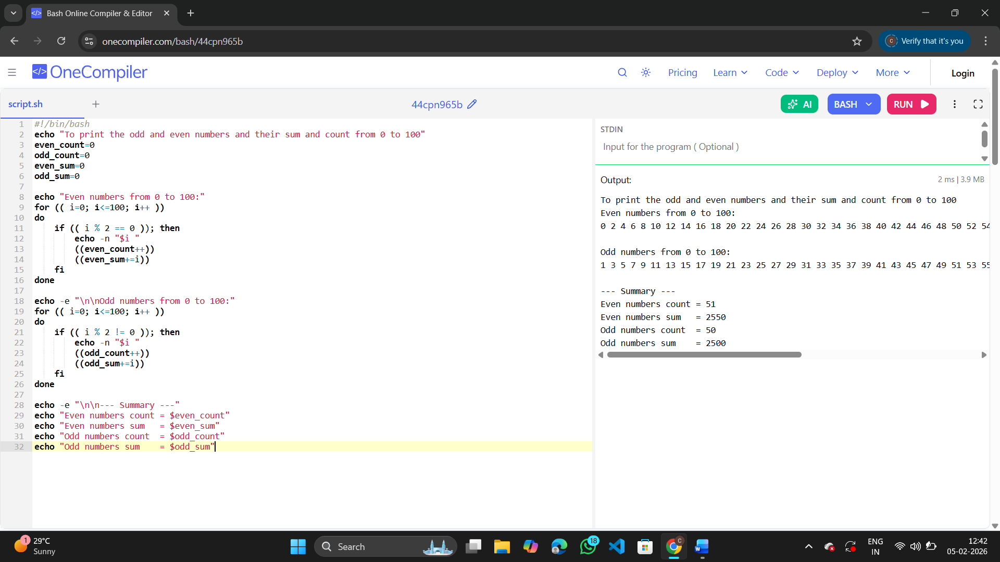 Bash Online Compiler & Editor
onecompiler.com/bash/44cpn965b
C
Verify that it's you
</> OneCompiler
Pricing
Learn
Code
Deploy
More
Login
script.sh
44cpn965b
AI
BASH
RUN
1 #!/bin/bash
2 echo "To print the odd and even numbers and their sum and count from 0 to 100"
3 even_count=0
4 odd_count=0
5 even_sum=0
6 odd_sum=0
7
8 echo "Even numbers from 0 to 100:"
9 for (( i=0; i<=100; i++ ))
10 do
11     if (( i % 2 == 0 )); then
12         echo -n "$i "
13         ((even_count++))
14         ((even_sum+=i))
15     fi
16 done
17
18 echo -e "\n\nOdd numbers from 0 to 100:"
19 for (( i=0; i<=100; i++ ))
20 do
21     if (( i % 2 != 0 )); then
22         echo -n "$i "
23         ((odd_count++))
24         ((odd_sum+=i))
25     fi
26 done
27
28 echo -e "\n\n--- Summary ---"
29 echo "Even numbers count = $even_count"
30 echo "Even numbers sum   = $even_sum"
31 echo "Odd numbers count  = $odd_count"
32 echo "Odd numbers sum    = $odd_sum"
STDIN
Input for the program ( Optional )
Output:
2 ms | 3.9 MB
To print the odd and even numbers and their sum and count from 0 to 100
Even numbers from 0 to 100:
0 2 4 6 8 10 12 14 16 18 20 22 24 26 28 30 32 34 36 38 40 42 44 46 48 50 52 54
Odd numbers from 0 to 100:
1 3 5 7 9 11 13 15 17 19 21 23 25 27 29 31 33 35 37 39 41 43 45 47 49 51 53 55
--- Summary ---
Even numbers count = 51
Even numbers sum   = 2550
Odd numbers count  = 50
Odd numbers sum    = 2500
1
29°C
Sunny
Search
18
C
W
ENG
IN
12:42
05-02-2026